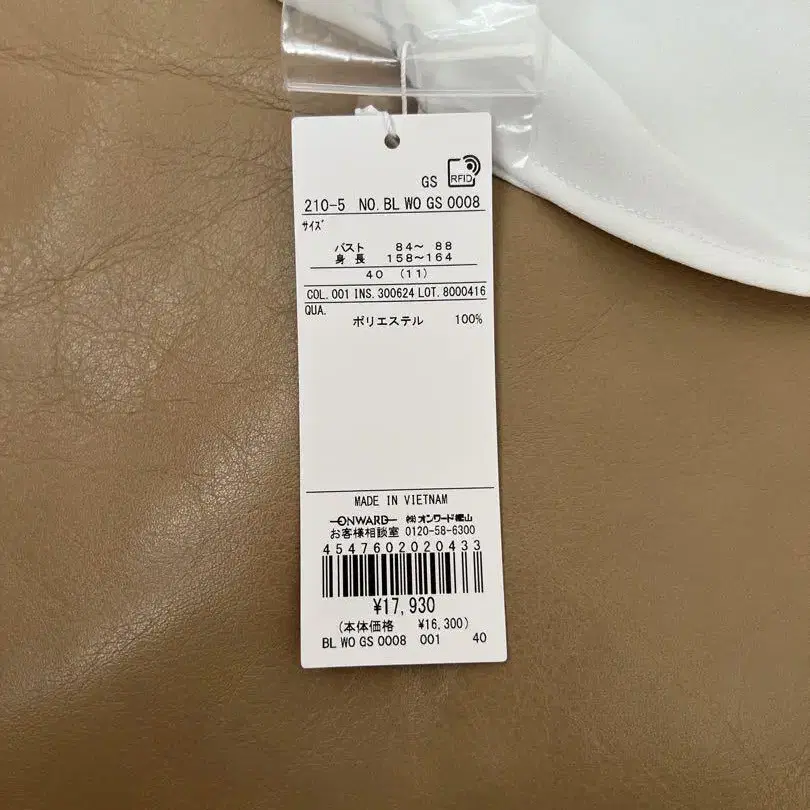 GS RFID
210-5 NO. BL WO GS 0008
サイズ
バスト 84～ 88
身長 158～164
40 (11)
COL. 001 INS. 300624 LOT. 8000416
QUA.
ポリエステル 100%
MADE IN VIETNAM
ONWARD ㈱オンワード樫山
お客様相談室 0120-58-6300
4547602020433
¥17,930
(本体価格 ¥16,300)
BL WO GS 0008 001 40